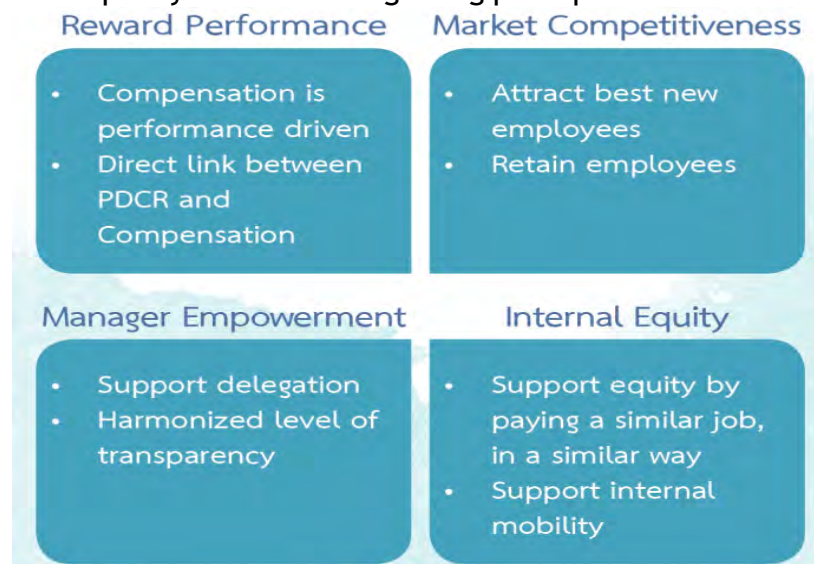 Reward Performance
• Compensation is
performance driven
• Direct link between
PDCR and
Compensation
Market Competitiveness
• Attract best new
employees
• Retain employees
Manager Empowerment
• Support delegation
• Harmonized level of
transparency
Internal Equity
• Support equity by
paying a similar job,
in a similar way
• Support internal
mobility